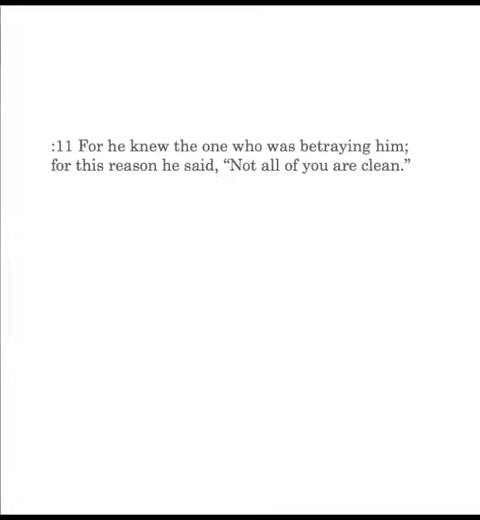 :11 For he knew the one who was betraying him;
for this reason he said, “Not all of you are clean.”